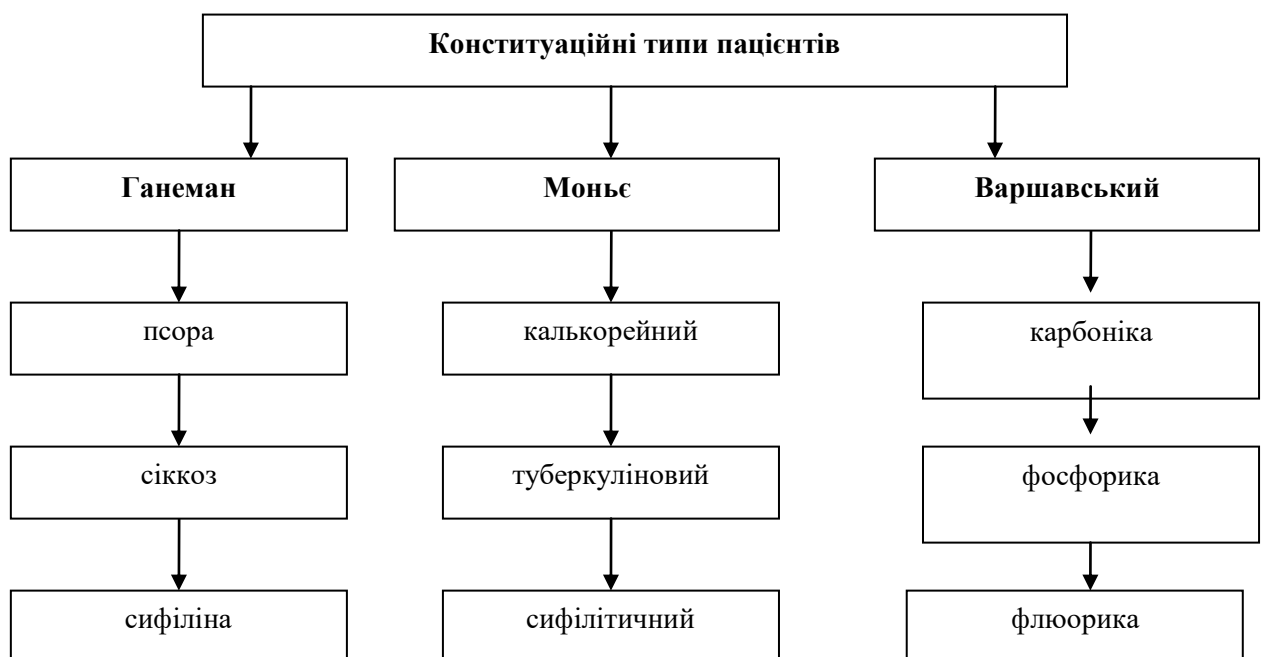 Конституаційні типи пацієнтів
Ганеман
Моньє
Варшавський
псора
калькорейний
карбоніка
сіккоз
туберкуліновий
фосфорика
сифіліна
сифілітичний
флюорика